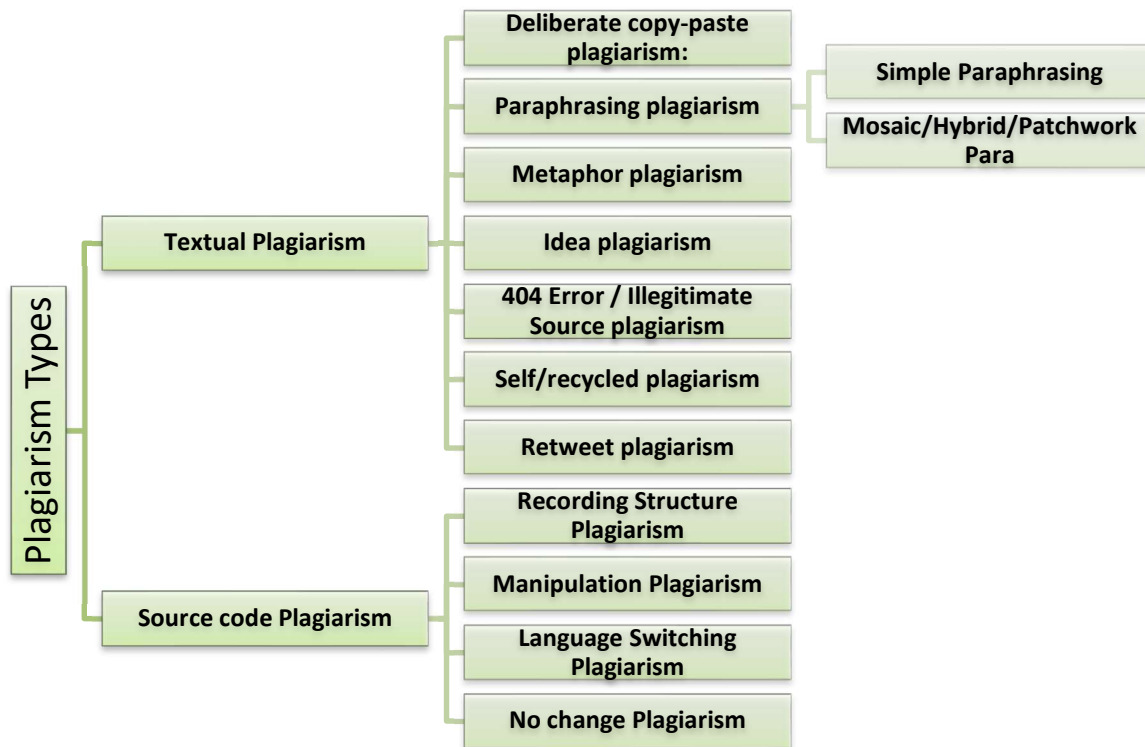 Plagiarism Types
Textual Plagiarism
Deliberate copy-paste
plagiarism:
Paraphrasing plagiarism
Simple Paraphrasing
Mosaic/Hybrid/Patchwork
Para
Metaphor plagiarism
Idea plagiarism
404 Error / Illegitimate
Source plagiarism
Self/recycled plagiarism
Retweet plagiarism
Source code Plagiarism
Recording Structure
Plagiarism
Manipulation Plagiarism
Language Switching
Plagiarism
No change Plagiarism